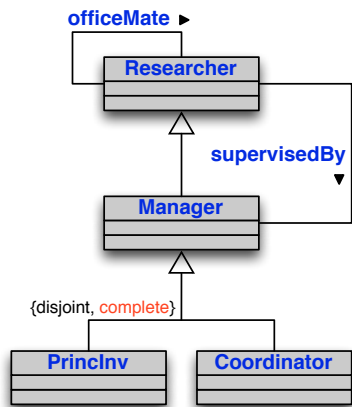 officeMate ▶
Researcher
supervisedBy
▼
Manager
{disjoint, complete}
PrincInv
Coordinator